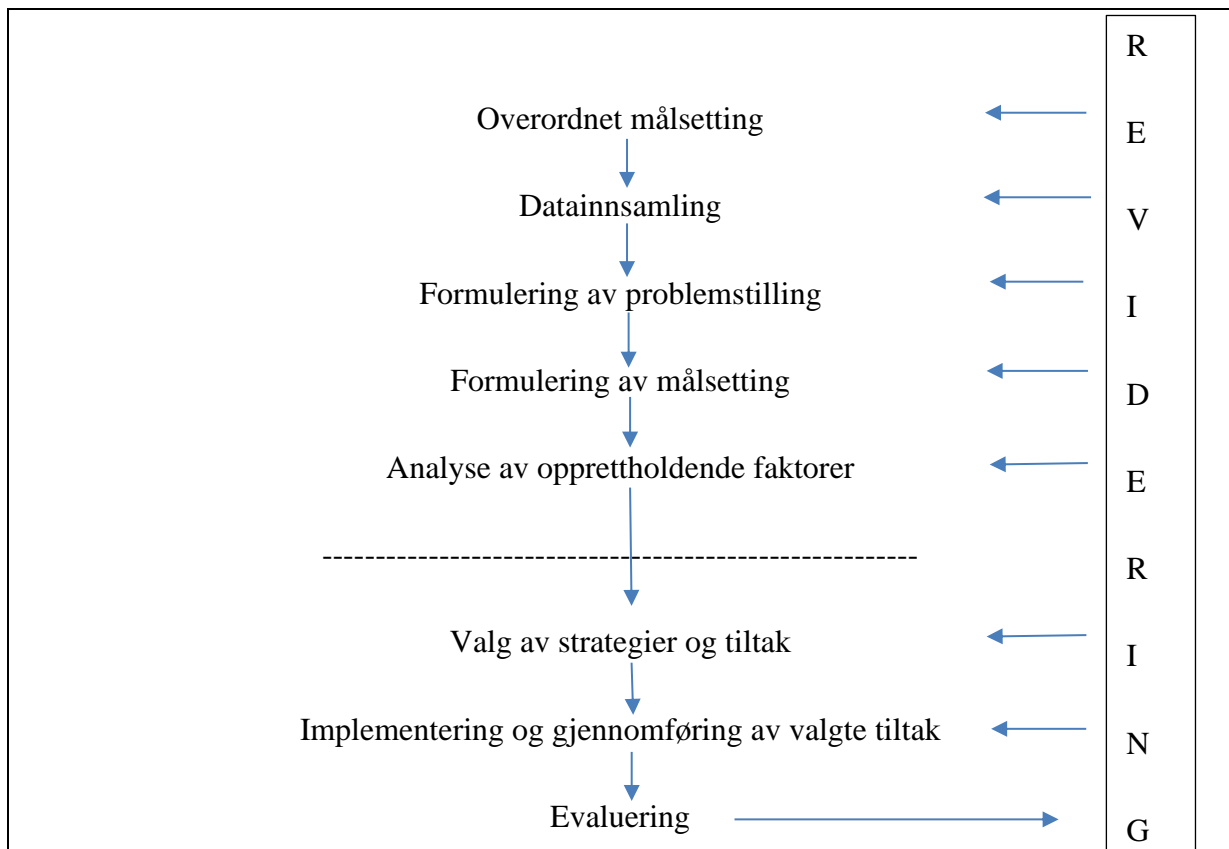 Overordnet målsetting
Datainnsamling
Formulering av problemstilling
Formulering av målsetting
Analyse av opprettholdende faktorer
------------------------------------------------------
Valg av strategier og tiltak
Implementering og gjennomføring av valgte tiltak
Evaluering
R
E
V
I
D
E
R
I
N
G